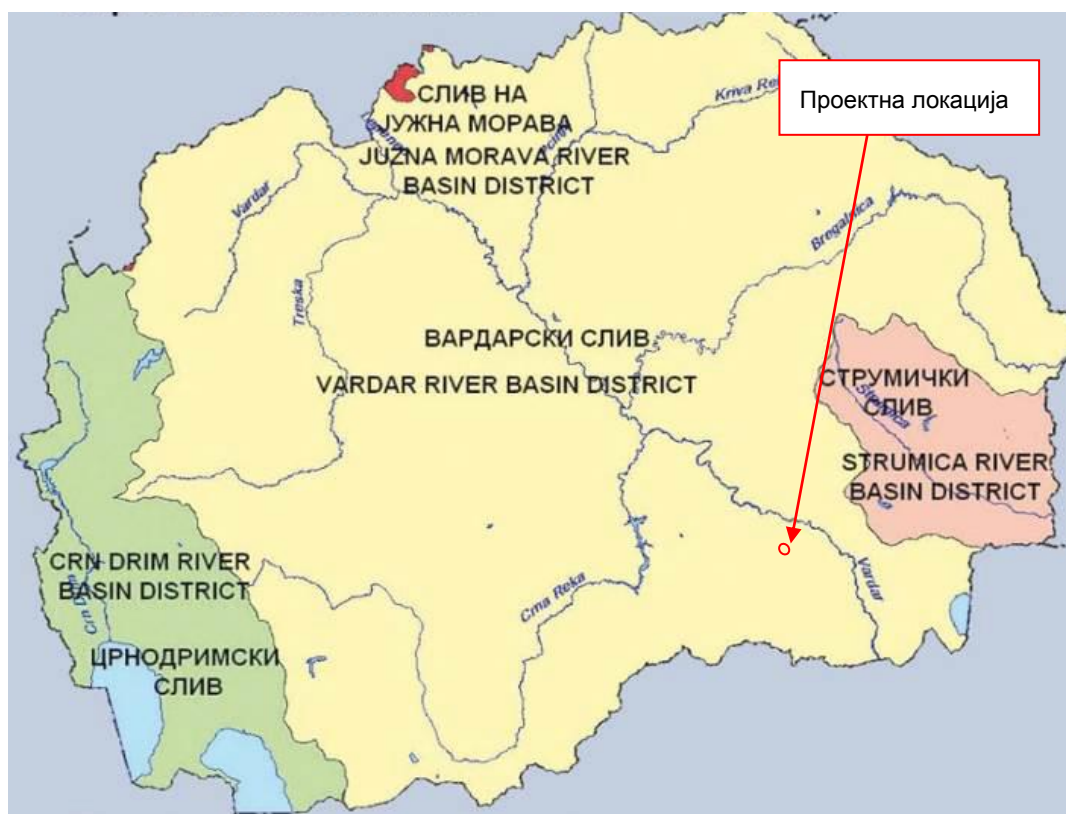 Проектна локација
Kriva Re
СЛИВ НА
ЈУЖНА МОРАВА
JUZNA MORAVA RIVER
BASIN DISTRICT
Vardar
Bregalnica
Treska
ВАРДАРСКИ СЛИВ
VARDAR RIVER BASIN DISTRICT
СТРУМИЧКИ
СЛИВ
STRUMICA RIVER
BASIN DISTRICT
CRN DRIM RIVER
BASIN DISTRICT
Crn Drim
Crna Reka
Vardar
ЦРНОДРИМСКИ
СЛИВ